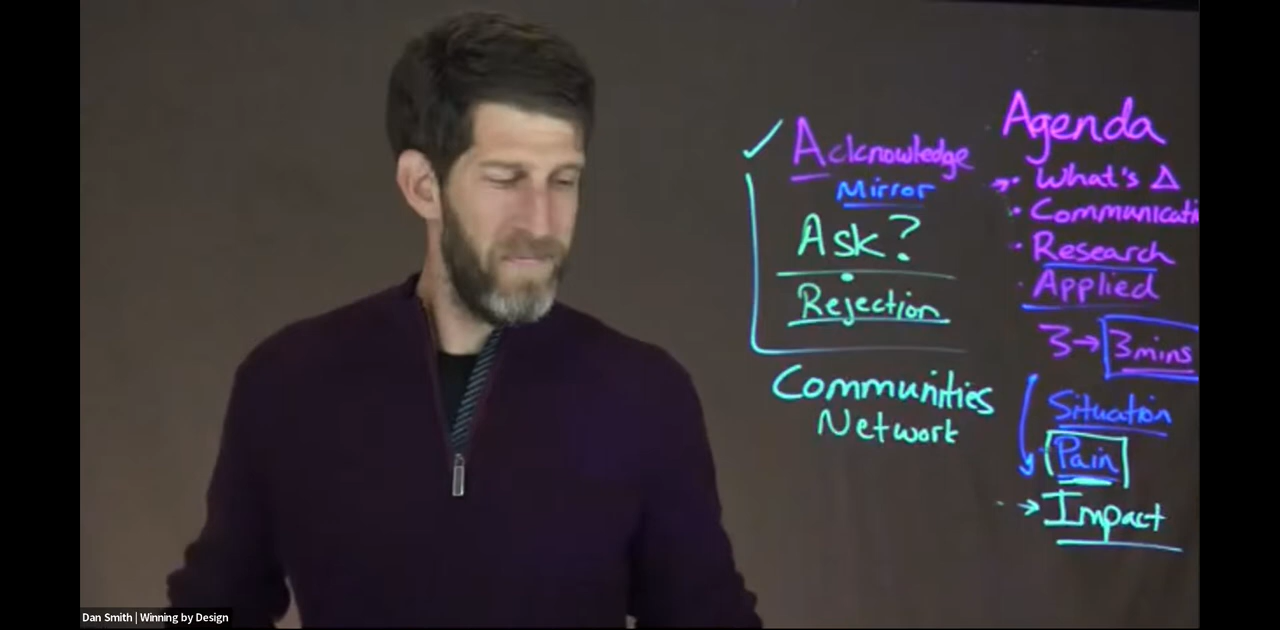 Acknowledge
Mirror
Ask?
Rejection
Communities
Network
Agenda
• What's Δ
• Communicati
• Research
• Applied
3 → 3mins
Situation
Pain
→ Impact
Dan Smith | Winning by Design